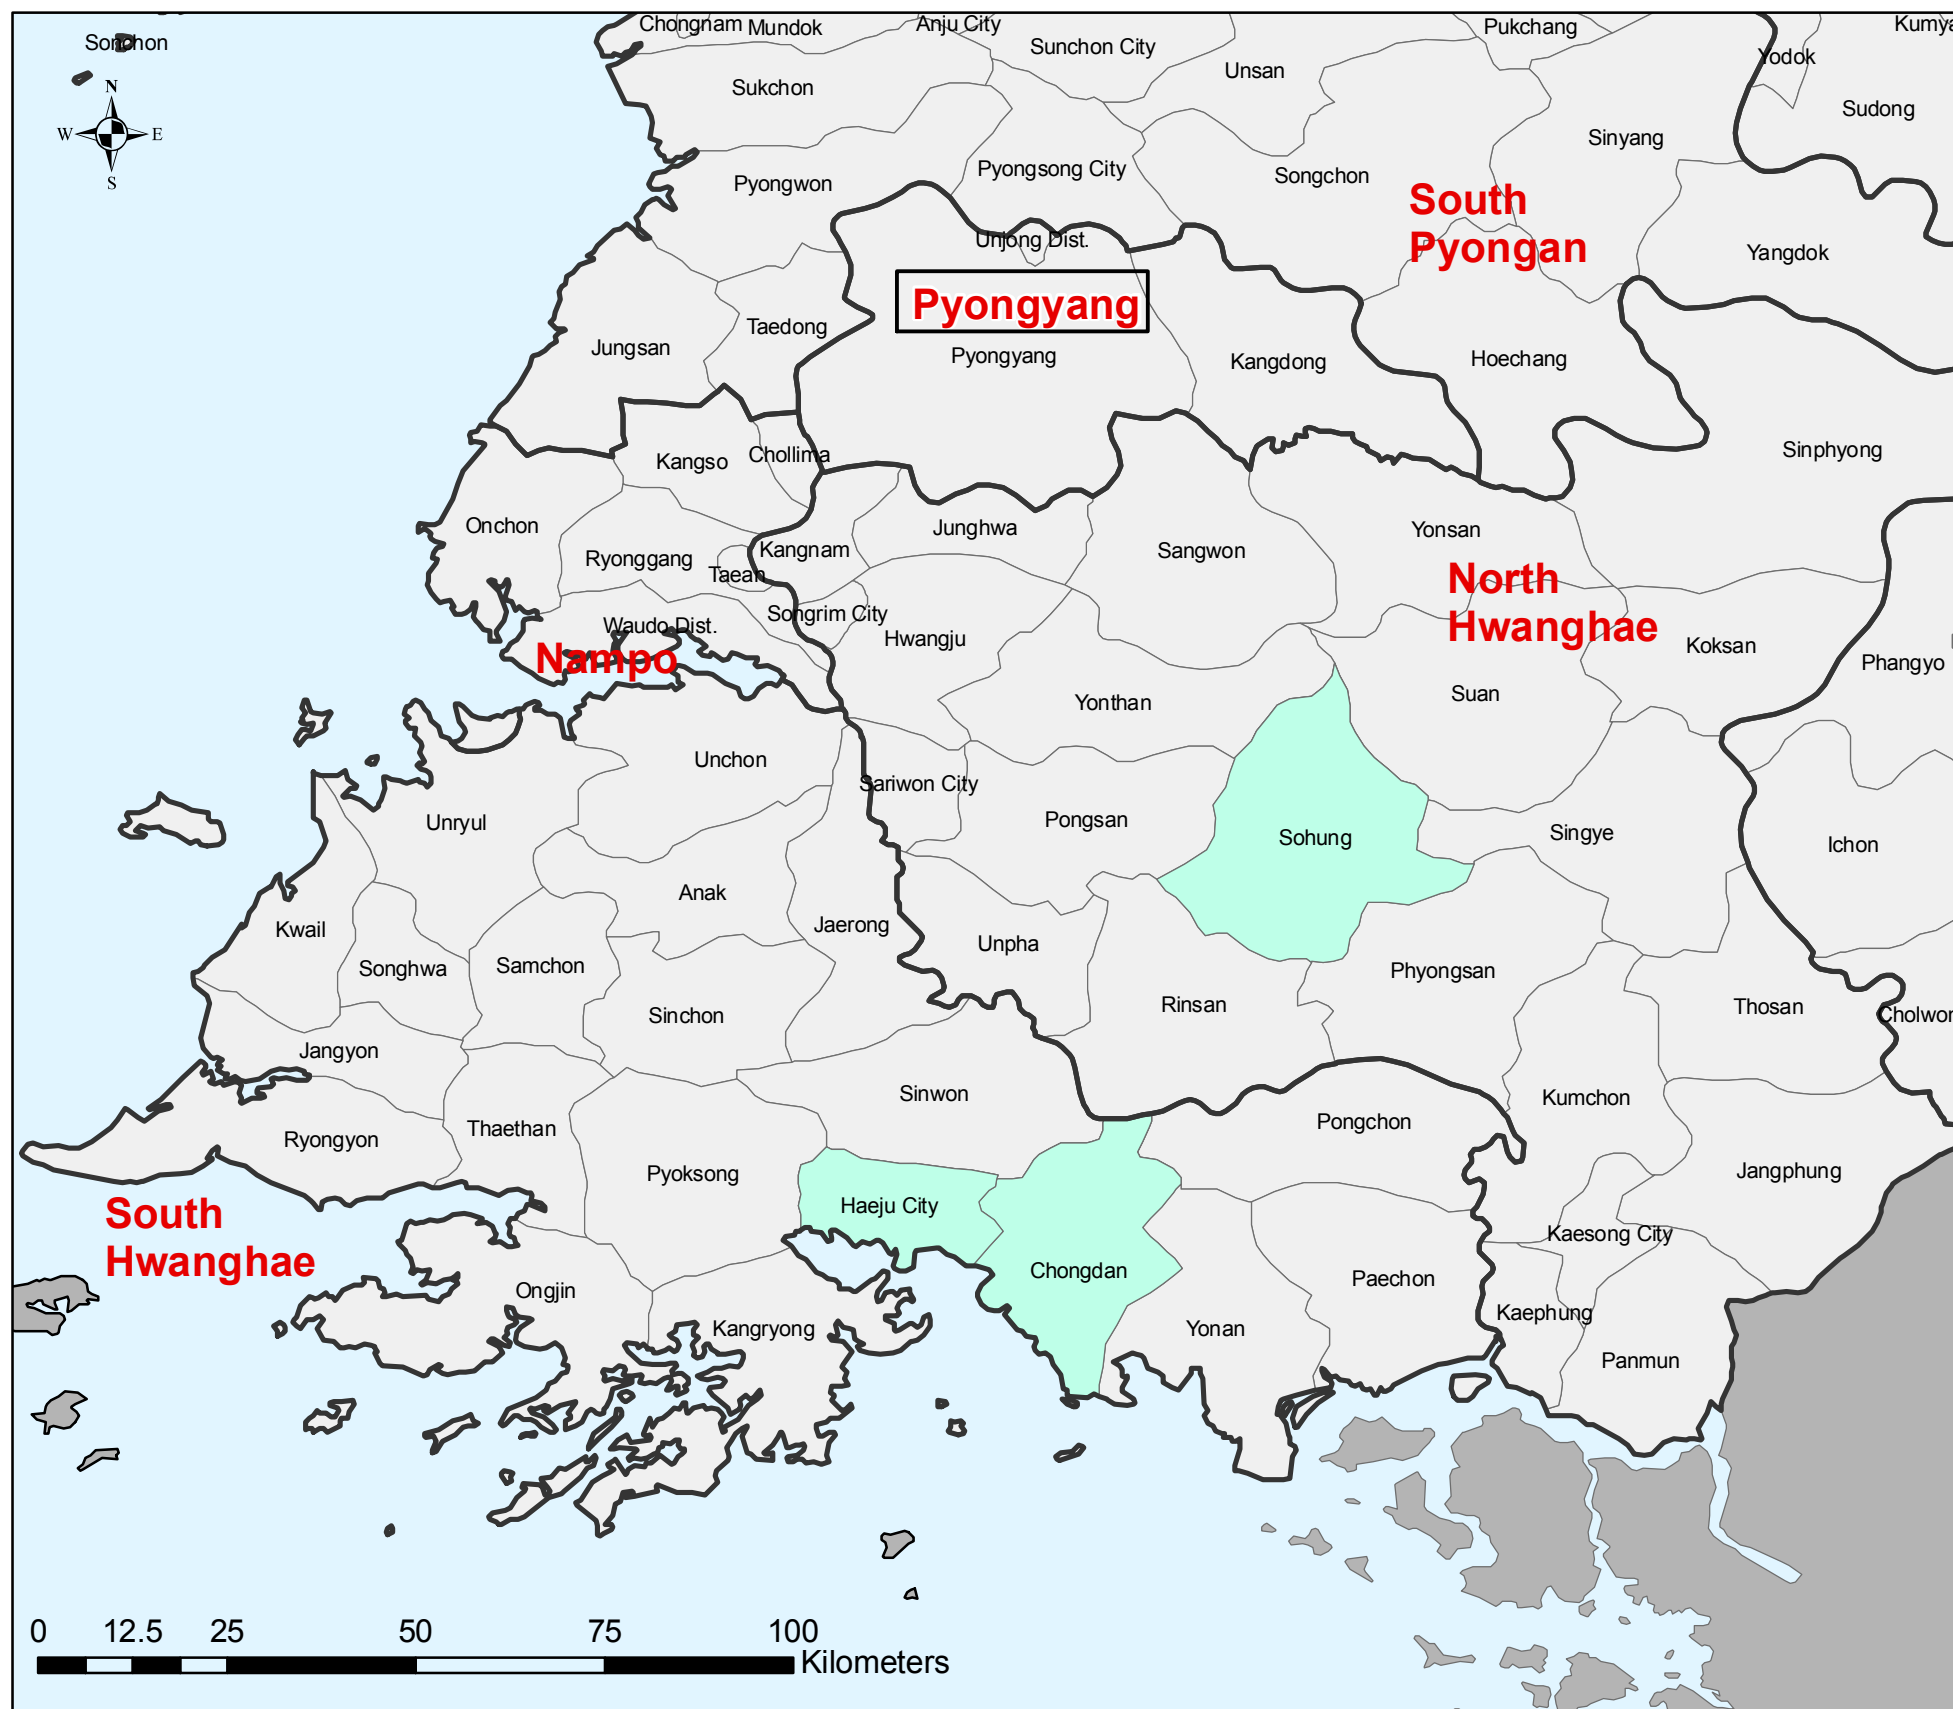 Chongnam
Mundok
Anju City
Sunchon City
Pukchang
Sonchon
Unsan
Yodok
Sukchon
Sudong
N
W
E
S
Sinyang
Pyongwon
Pyongsong City
Songchon
South
Pyongan
Unjong Dist.
Yangdok
Pyongyang
Pyongyang
Taedong
Jungsan
Kangdong
Hoechang
Kangso
Chollima
Sinphyong
Onchon
Junghwa
Yonsan
Kangnam
Sangwon
Ryonggang
Taean
North
Hwanghae
Songrim City
Waudo Dist.
Hwangju
Koksan
Nampo
Phangyo
Suan
Yonthan
Unchon
Sariwon City
Unryul
Pongsan
Sohung
Singye
Ichon
Anak
Kwail
Jaerong
Unpha
Songhwa
Samchon
Phyongsan
Sinchon
Rinsan
Thosan
Jangyon
Sinwon
Kumchon
Thaethan
Pongchon
Ryongyon
Pyoksong
Jangphung
Haeju City
South
Hwanghae
Kaesong City
Chongdan
Paechon
Ongjin
Kaephung
Kangryong
Yonan
Panmun
0 12.5 25 50 75 100
Kilometers